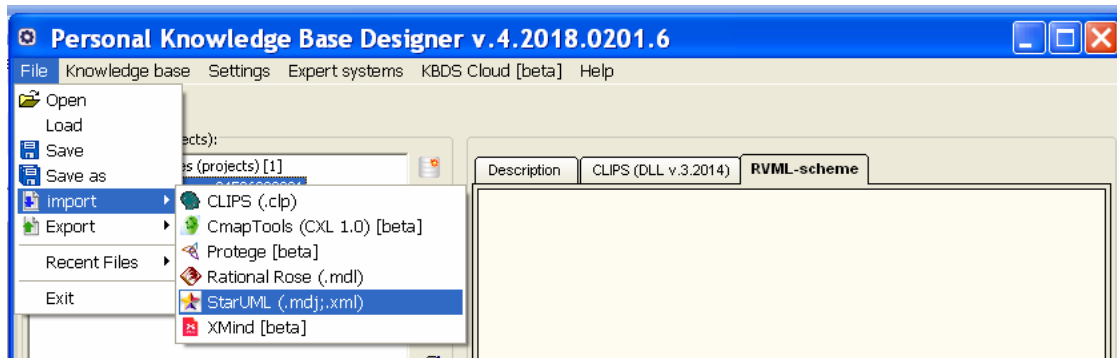 Personal Knowledge Base Designer v.4.2018.0201.6
File Knowledge base Settings Expert systems KBDS Cloud [beta] Help
Open
Load
Save
Save as
import
Export
Recent Files
Exit
CLIPS (.clp)
CmapTools (CXL 1.0) [beta]
Protege [beta]
Rational Rose (.mdl)
StarUML (.mdj;.xml)
XMind [beta]
(projects) [1]
Description CLIPS (DLL v.3.2014) RVML-scheme